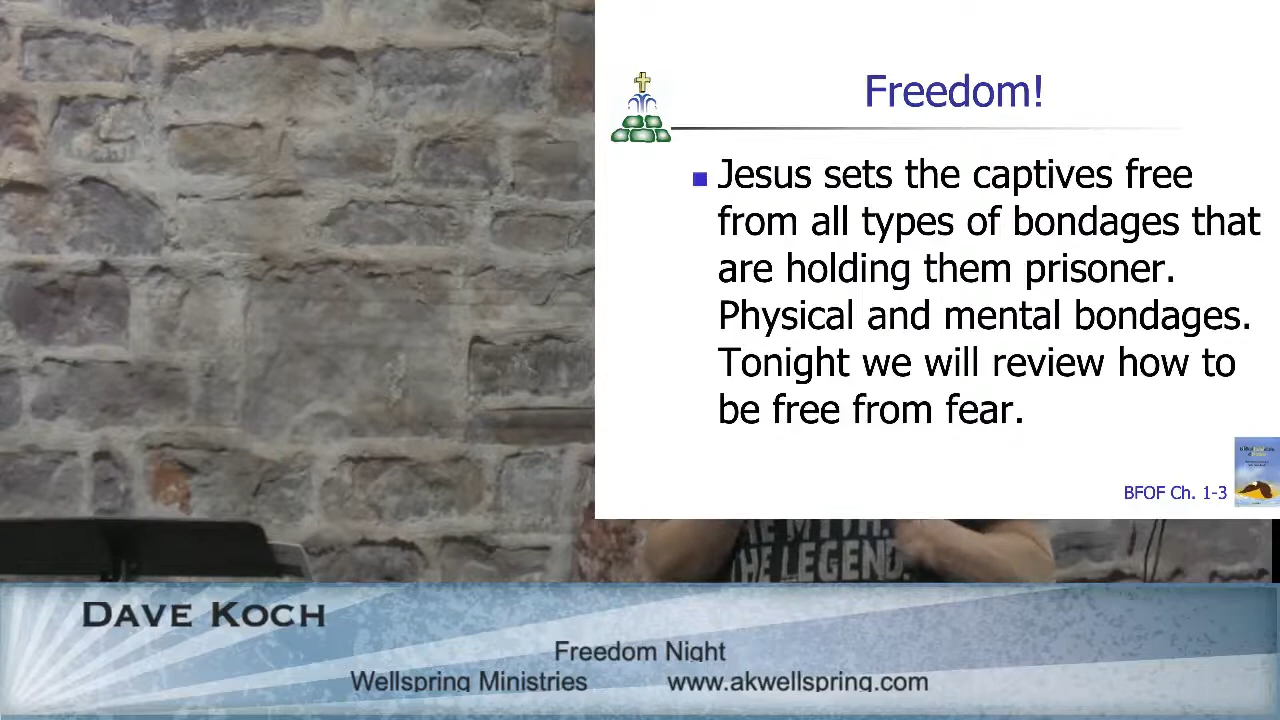 Freedom!
Jesus sets the captives free
from all types of bondages that
are holding them prisoner.
Physical and mental bondages.
Tonight we will review how to
be free from fear.
BFOF Ch. 1-3
THE LEGEND.
DAVE KOCH
Freedom Night
Wellspring Ministries www.akwellspring.com